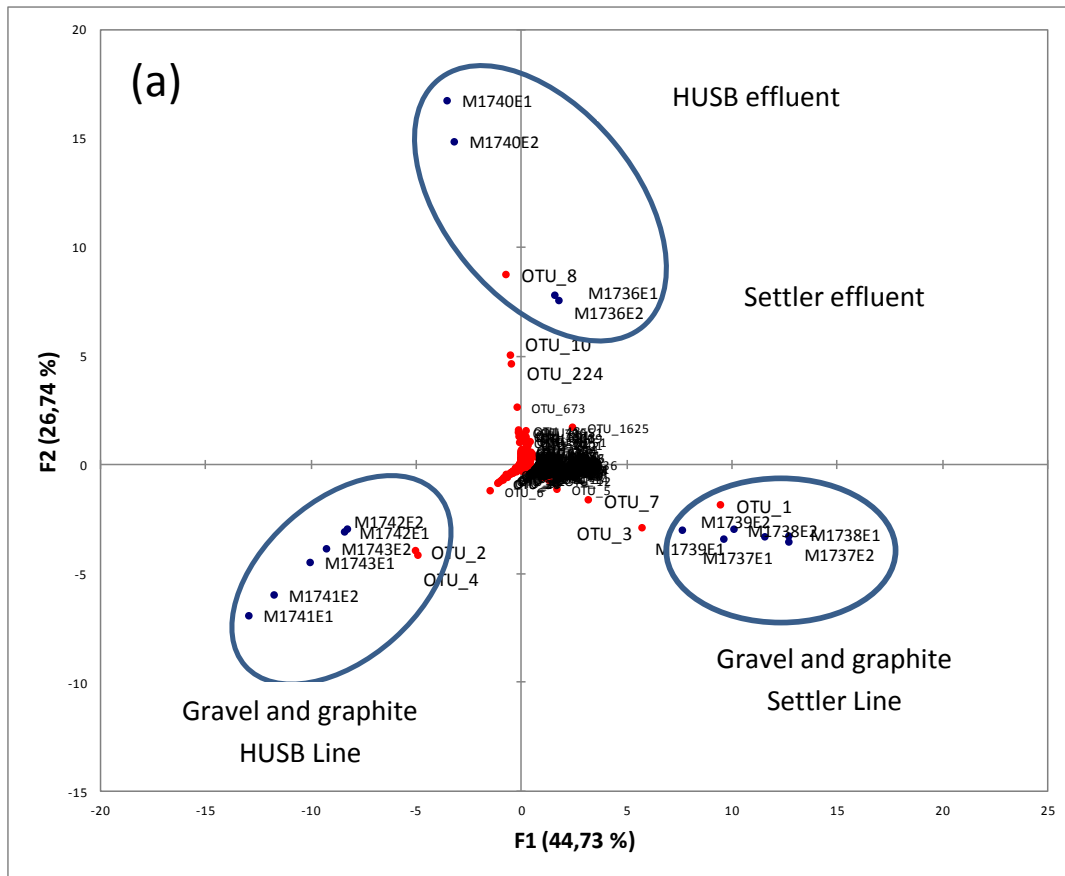 20
(a)
M1740E1
HUSB effluent
15
M1740E2
10
OTU_8
M1736E1
Settler effluent
M1736E2
OTU_10
5
OTU_224
OTU_673
OTU_1625
F2 (26,74 %)
0
OTU_6
OTU_5
OTU_7
OTU_1
M1739E2
M1738E2
M1738E1
OTU_3
M1739E1
M1737E1
M1737E2
M1742E2
M1742E1
M1743E2
OTU_2
M1743E1
OTU_4
M1741E2
M1741E1
-5
-10
Gravel and graphite
Settler Line
Gravel and graphite
HUSB Line
-15
-20
-15
-10
-5
0
5
10
15
20
25
F1 (44,73 %)